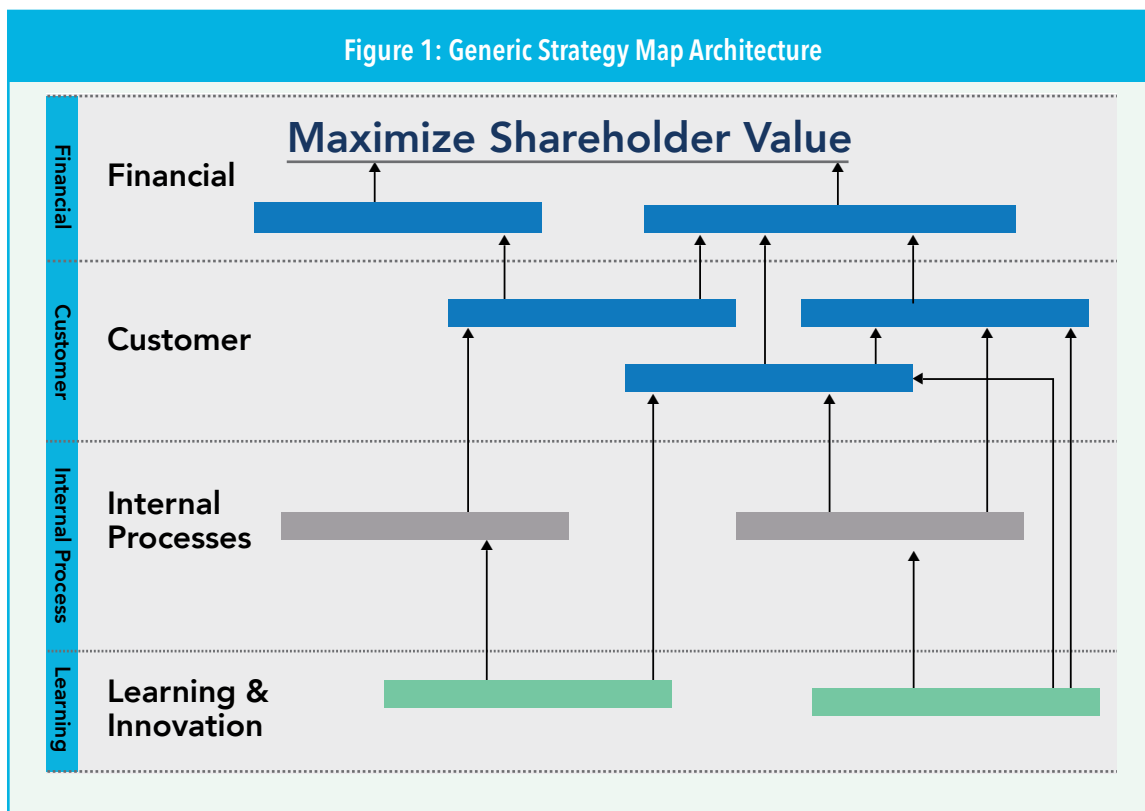 Figure 1: Generic Strategy Map Architecture
Financial
Maximize Shareholder Value
Financial
Customer
Customer
Internal Process
Internal
Processes
Learning
Learning &
Innovation